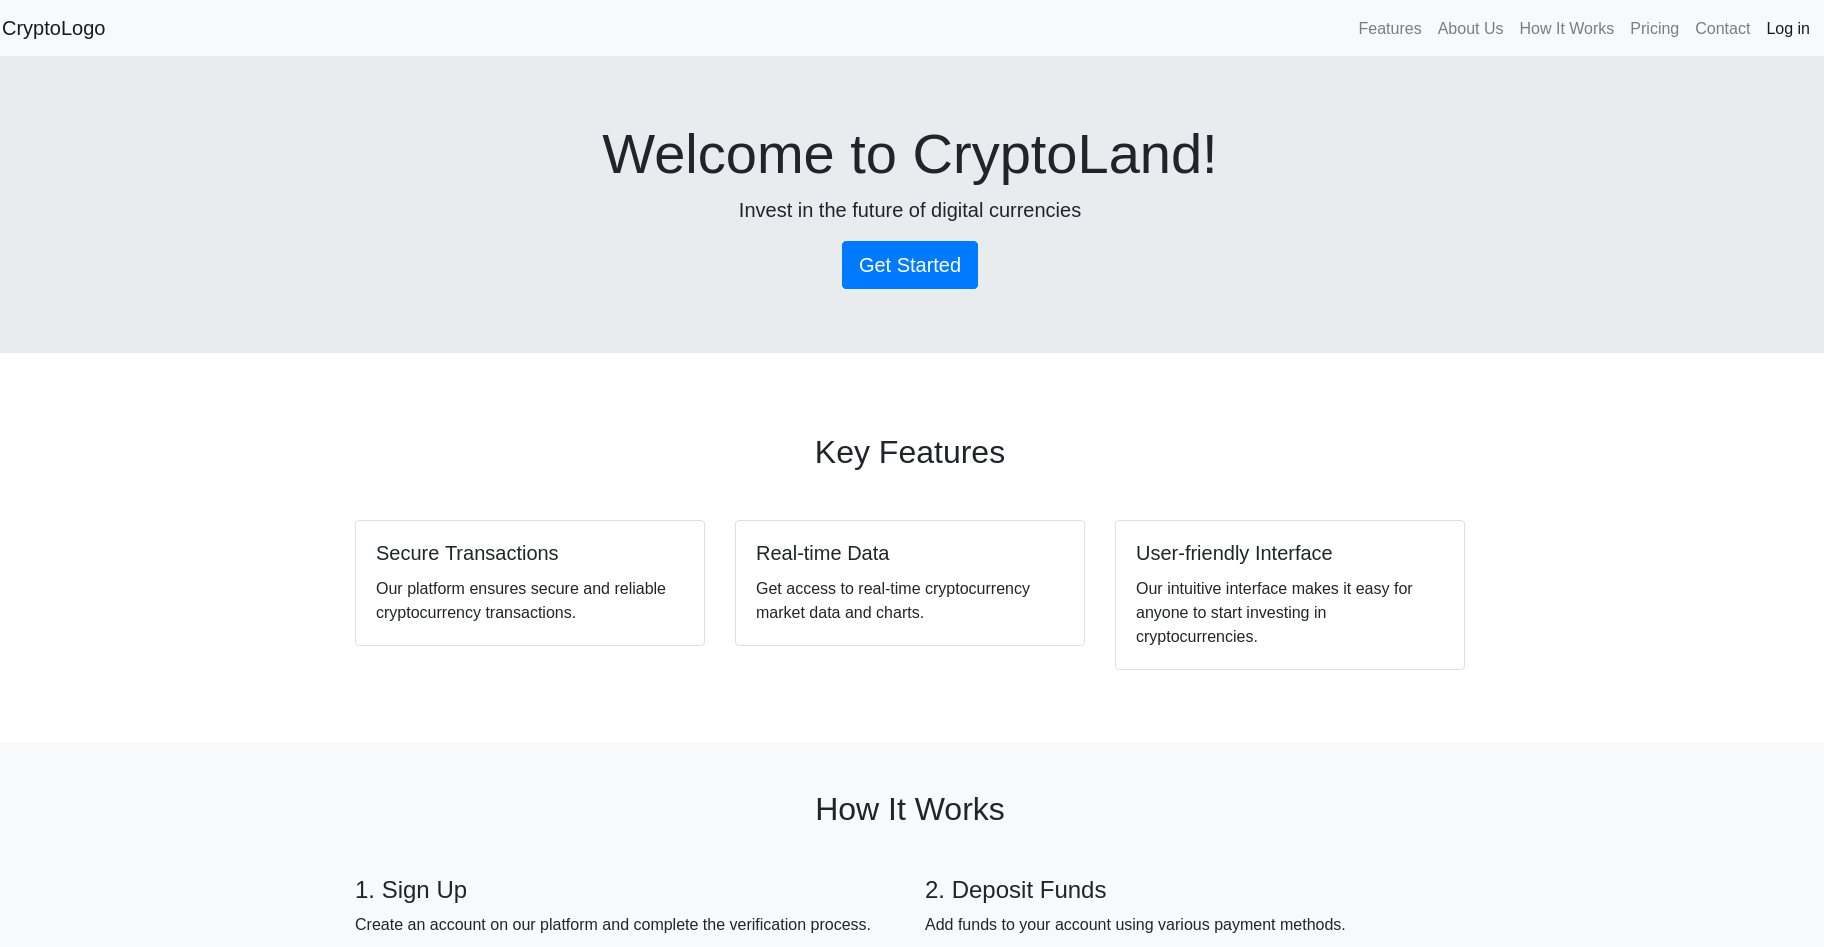 CryptoLogo
Features
About Us
How It Works
Pricing
Contact
Log in
Welcome to CryptoLand!
Invest in the future of digital currencies
Get Started
Key Features
Secure Transactions
Our platform ensures secure and reliable
cryptocurrency transactions.
Real-time Data
Get access to real-time cryptocurrency
market data and charts.
User-friendly Interface
Our intuitive interface makes it easy for
anyone to start investing in
cryptocurrencies.
How It Works
1. Sign Up
Create an account on our platform and complete the verification process.
2. Deposit Funds
Add funds to your account using various payment methods.